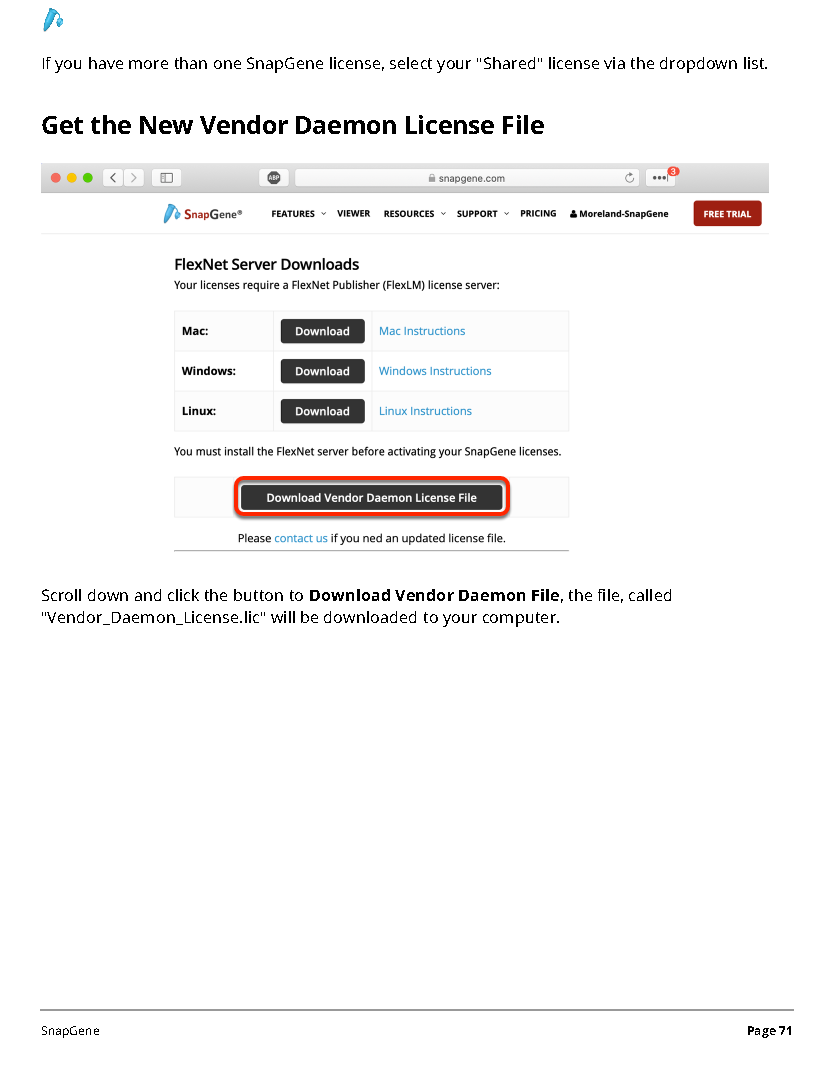 If you have more than one SnapGene license, select your "Shared" license via the dropdown list.
Get the New Vendor Daemon License File
ABP
snapgene.com
3
SnapGene®
FEATURES
VIEWER
RESOURCES
SUPPORT
PRICING
Moreland-SnapGene
FREE TRIAL
FlexNet Server Downloads
Your licenses require a FlexNet Publisher (FlexLM) license server:
Mac: Download Mac Instructions
Windows: Download Windows Instructions
Linux: Download Linux Instructions
You must install the FlexNet server before activating your SnapGene licenses.
Download Vendor Daemon License File
Please contact us if you ned an updated license file.
Scroll down and click the button to Download Vendor Daemon File, the file, called
"Vendor_Daemon_License.lic" will be downloaded to your computer.
SnapGene
Page 71